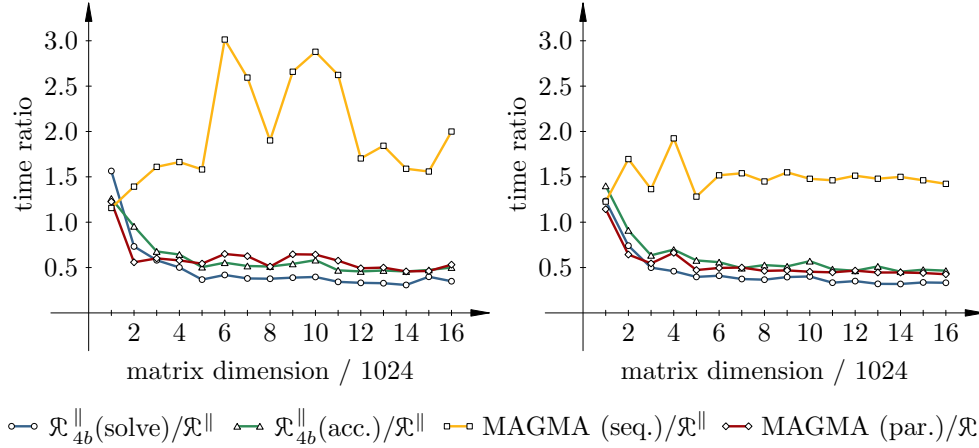 3.0
2.5
2.0
1.5
1.0
0.5
time ratio
2 4 6 8 10 12 14 16
matrix dimension / 1024
3.0
2.5
2.0
1.5
1.0
0.5
time ratio
2 4 6 8 10 12 14 16
matrix dimension / 1024
ℛ∥4b(solve)/ℛ∥ ℛ∥4b(acc.)/ℛ∥ MAGMA (seq.)/ℛ∥ MAGMA (par.)/ℛ